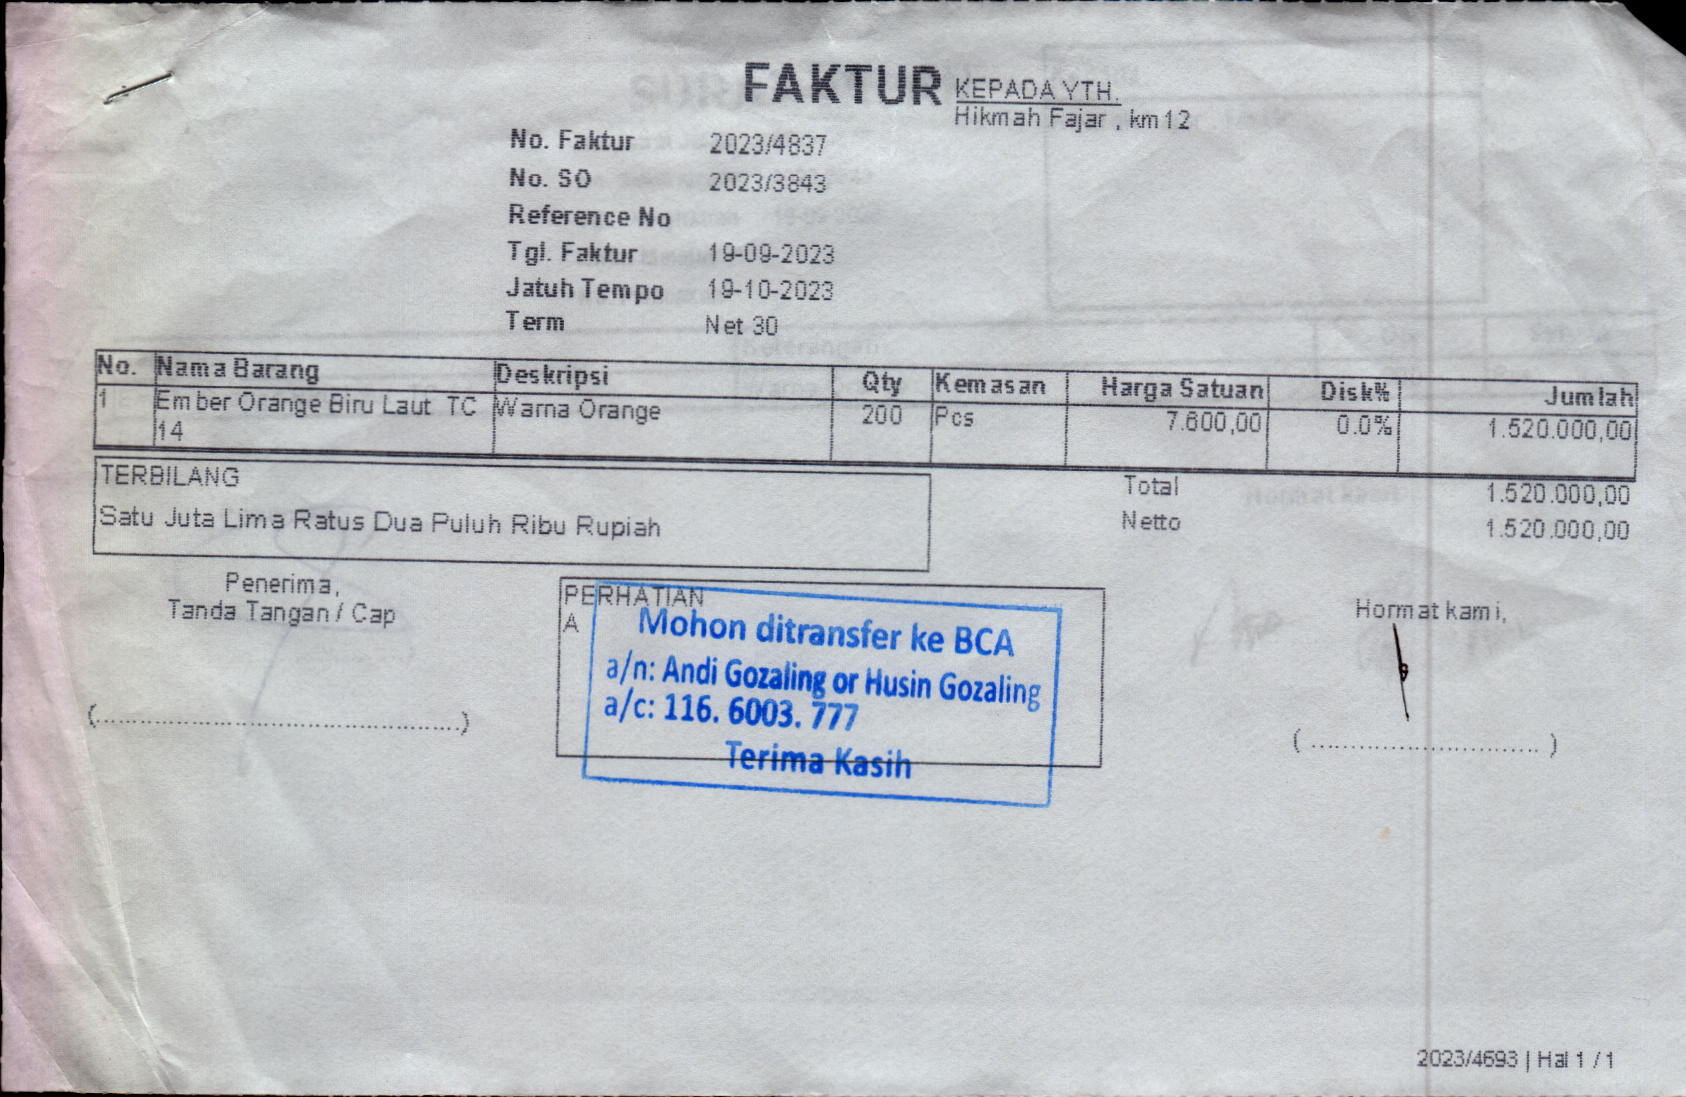 FAKTUR
KEPADA YTH.
Hikmah Fajar , km12
No. Faktur 2023/4837
No. SO 2023/3843
Reference No
Tgl. Faktur 19-09-2023
Jatuh Tempo 19-10-2023
Term Net 30
No. Nama Barang Deskripsi Qty Kemasan Harga Satuan Disk% Jumlah
1 Ember Orange Biru Laut TC Warna Orange 200 Pcs 7.600,00 0.0% 1.520.000,00
14
TERBILANG
Satu Juta Lima Ratus Dua Puluh Ribu Rupiah
Total 1.520.000,00
Netto 1.520.000,00
Penerima,
Tanda Tangan / Cap
(................................................)
PERHATIAN
A
Mohon ditransfer ke BCA
a/n: Andi Gozaling or Husin Gozaling
a/c: 116. 6003. 777
Terima Kasih
Hormat kami,
( .............................. )
2023/4693 | Hal 1 / 1